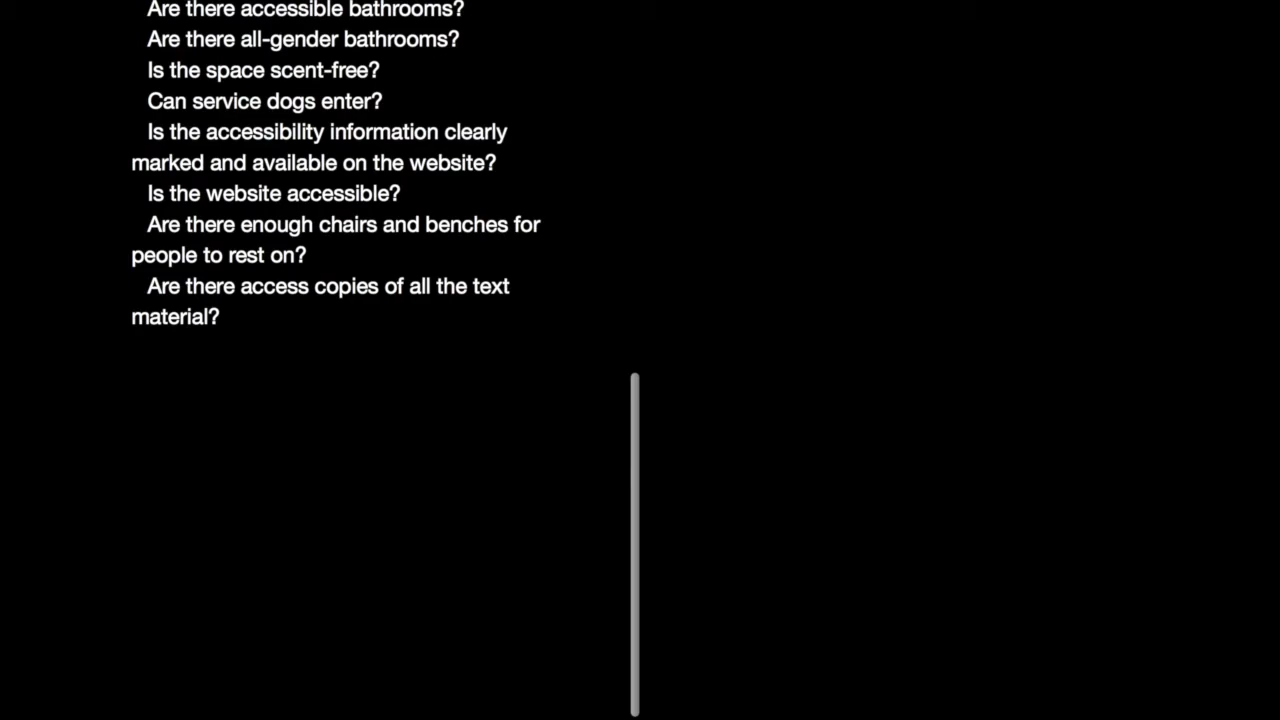 Are there accessible bathrooms?
Are there all-gender bathrooms?
Is the space scent-free?
Can service dogs enter?
Is the accessibility information clearly
marked and available on the website?
Is the website accessible?
Are there enough chairs and benches for
people to rest on?
Are there access copies of all the text
material?